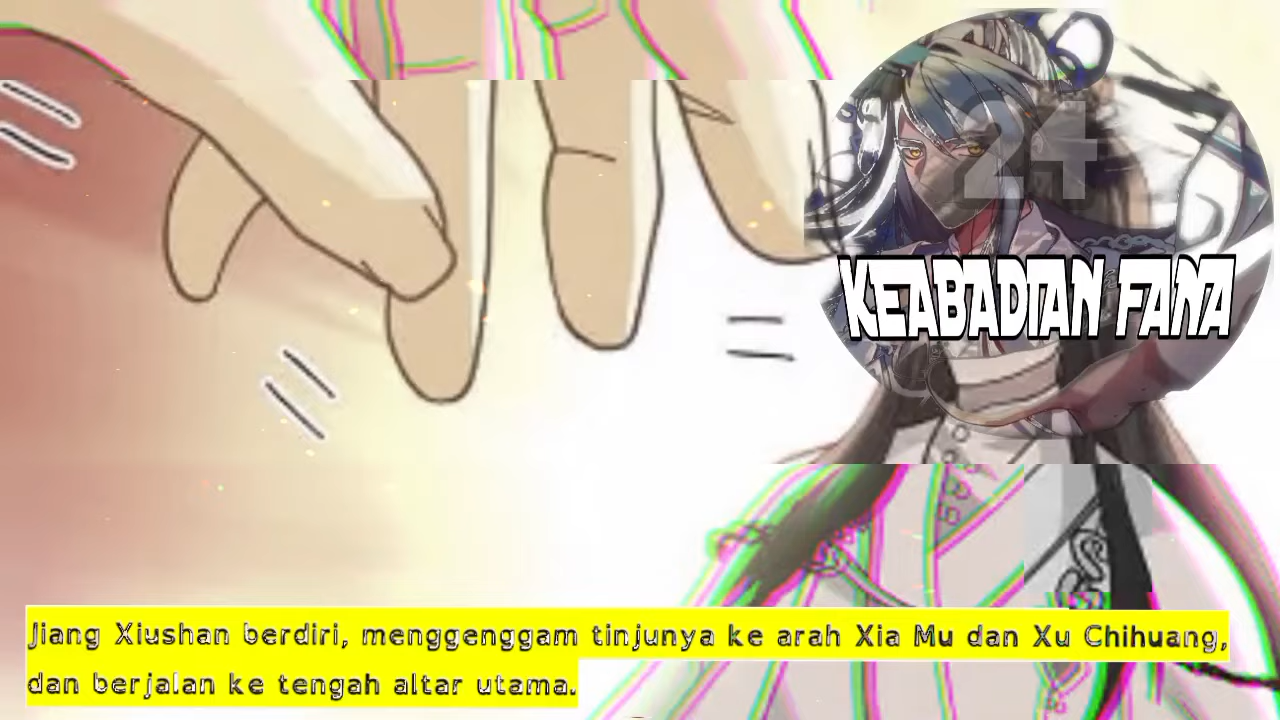 24
KEABADIAN FANA
Jiang Xiushan berdiri, menggenggam tinjunya ke arah Xia Mu dan Xu Chihuang,
dan berjalan ke tengah altar utama.